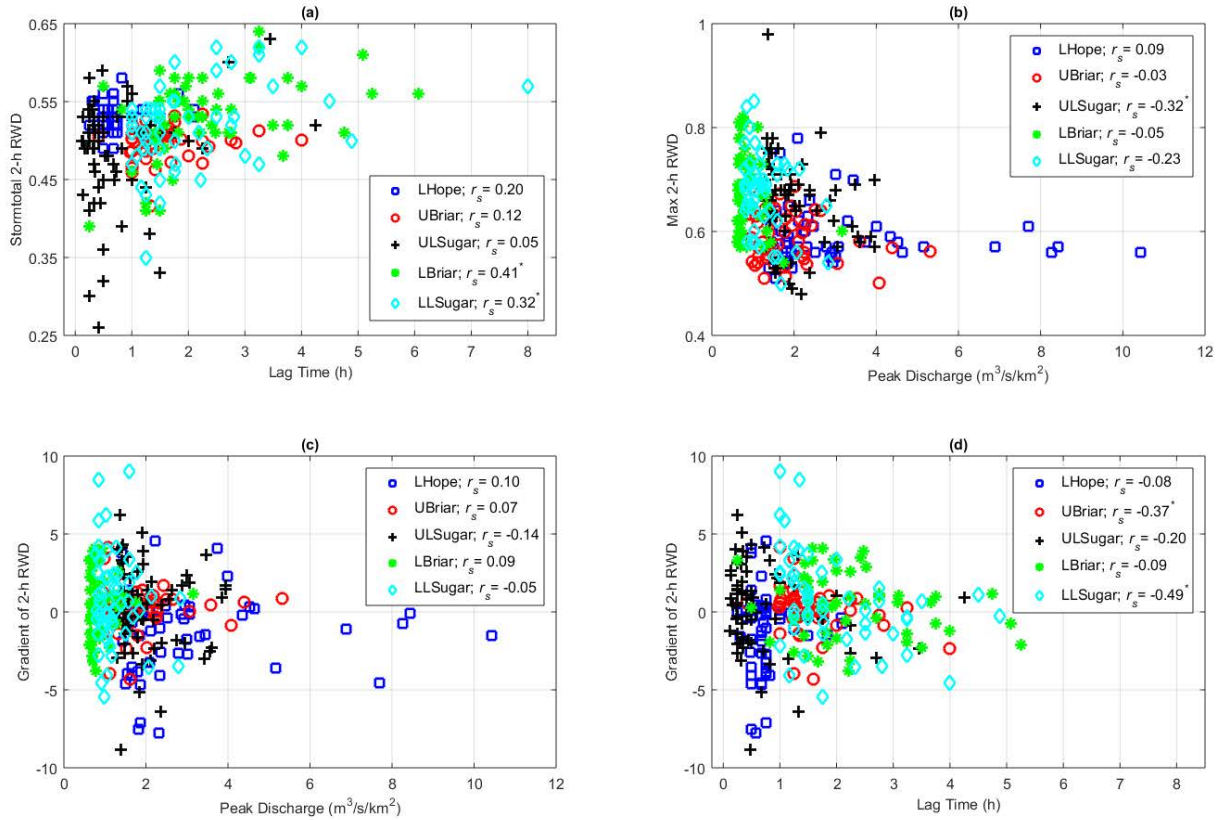 (a)
Stormtotal 2-h RWD
0.65
0.55
0.45
0.35
0.25
LHope; r_s = 0.20
UBriar; r_s = 0.12
ULSugar; r_s = 0.05
LBriar; r_s = 0.41*
LLSugar; r_s = 0.32*
0 1 2 3 4 5 6 7 8
Lag Time (h)
(b)
Max 2-h RWD
1
0.8
0.6
0.4
LHope; r_s = 0.09
UBriar; r_s = -0.03
ULSugar; r_s = -0.32*
LBriar; r_s = -0.05
LLSugar; r_s = -0.23
0 2 4 6 8 10 12
Peak Discharge (m³/s/km²)
(c)
Gradient of 2-h RWD
10
5
0
-5
-10
LHope; r_s = 0.10
UBriar; r_s = 0.07
ULSugar; r_s = -0.14
LBriar; r_s = 0.09
LLSugar; r_s = -0.05
0 2 4 6 8 10 12
Peak Discharge (m³/s/km²)
(d)
Gradient of 2-h RWD
10
5
0
-5
-10
LHope; r_s = -0.08
UBriar; r_s = -0.37*
ULSugar; r_s = -0.20
LBriar; r_s = -0.09
LLSugar; r_s = -0.49*
0 1 2 3 4 5 6 7 8
Lag Time (h)